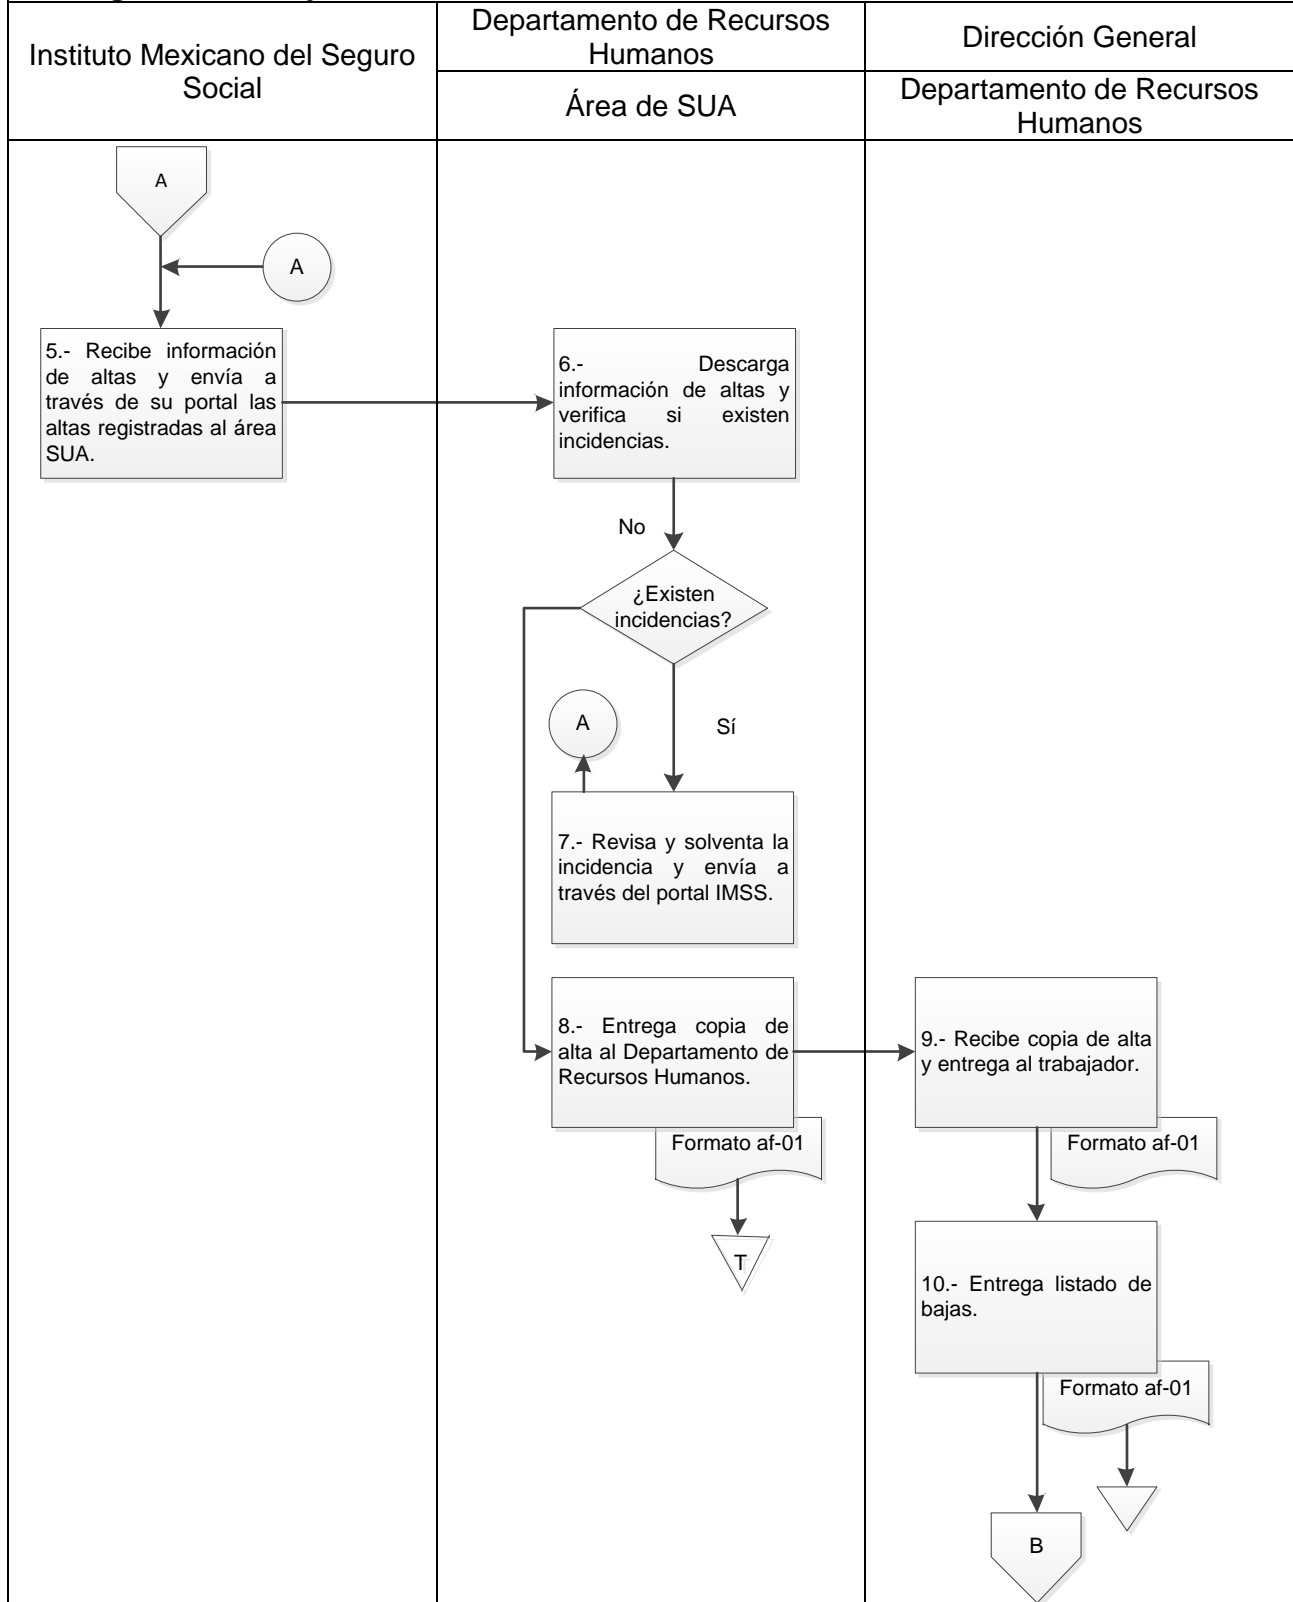 Instituto Mexicano del Seguro
Social
Departamento de Recursos
Humanos
Área de SUA
Dirección General
Departamento de Recursos
Humanos
A
A
5.- Recibe información
de altas y envía a
través de su portal las
altas registradas al área
SUA.
6.- Descarga
información de altas y
verifica si existen
incidencias.
No
¿Existen
incidencias?
A
Sí
7.- Revisa y solventa la
incidencia y envía a
través del portal IMSS.
8.- Entrega copia de
alta al Departamento de
Recursos Humanos.
Formato af-01
T
9.- Recibe copia de alta
y entrega al trabajador.
Formato af-01
10.- Entrega listado de
bajas.
Formato af-01
B